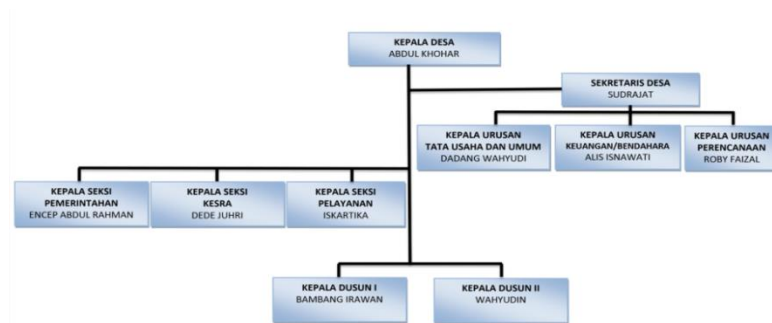 KEPALA DESA
ABDUL KHOHAR
SEKRETARIS DESA
SUDRAJAT
KEPALA URUSAN
TATA USAHA DAN UMUM
DADANG WAHYUDI
KEPALA URUSAN
KEUANGAN/BENDAHARA
ALIS ISNAWATI
KEPALA URUSAN
PERENCANAAN
ROBY FAIZAL
KEPALA SEKSI
PEMERINTAHAN
ENCEP ABDUL RAHMAN
KEPALA SEKSI
KESRA
DEDE JUHRI
KEPALA SEKSI
PELAYANAN
ISKARTIKA
KEPALA DUSUN I
BAMBANG IRAWAN
KEPALA DUSUN II
WAHYUDIN